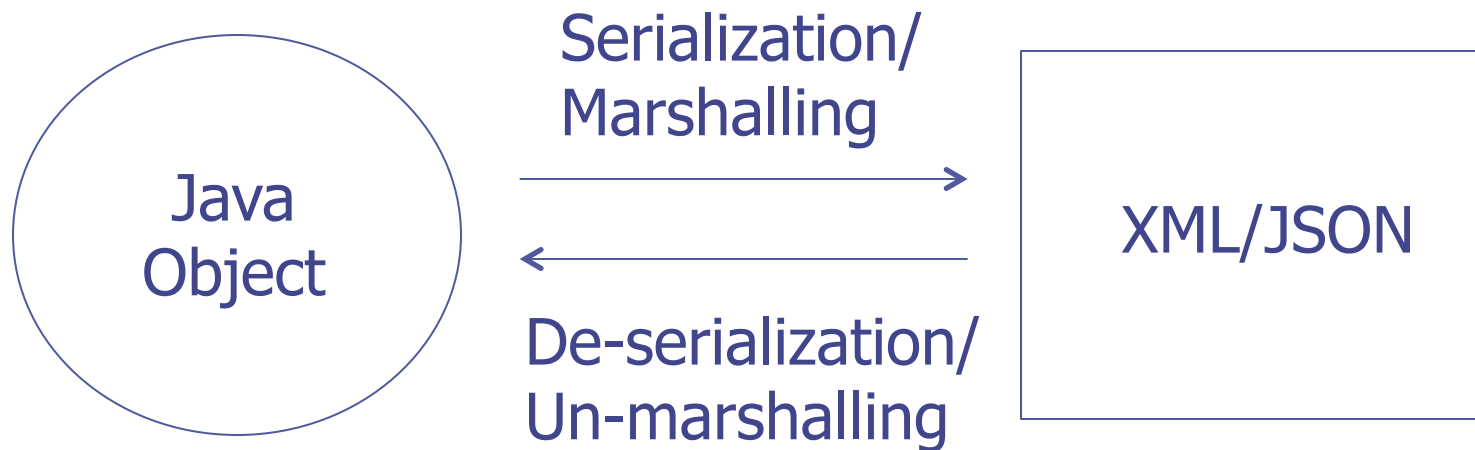 Serialization/
Marshalling
Java
Object
XML/JSON
De-serialization/
Un-marshalling